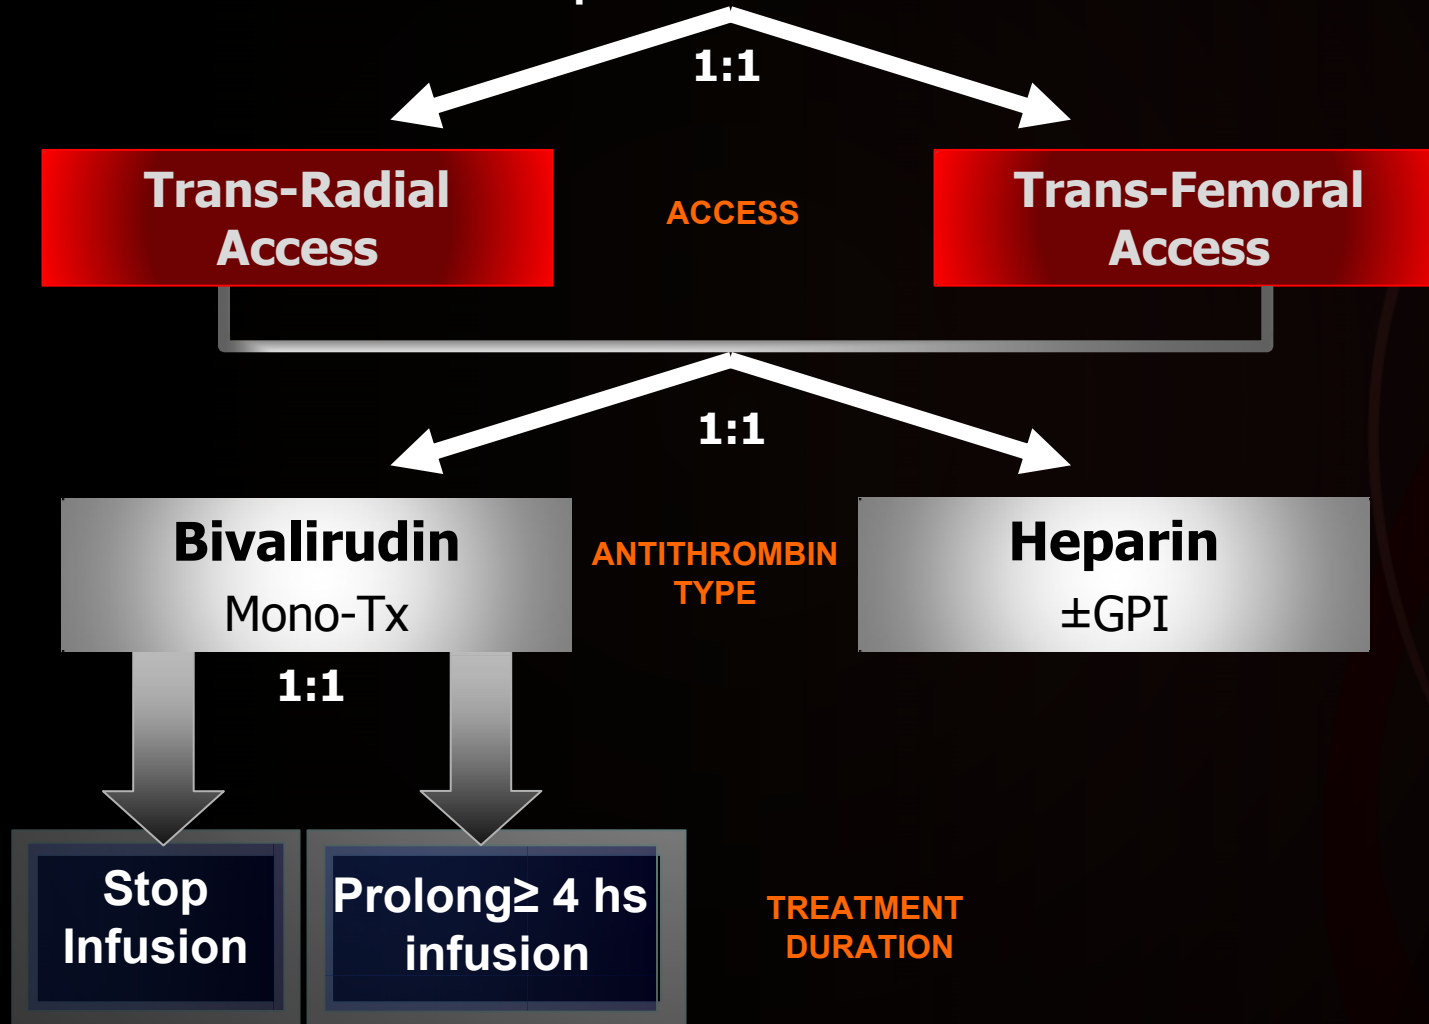 1:1
Trans-Radial
Access
ACCESS
Trans-Femoral
Access
1:1
Bivalirudin
Mono-Tx
ANTITHROMBIN
TYPE
Heparin
±GPI
1:1
Stop
Infusion
Prolong≥ 4 hs
infusion
TREATMENT
DURATION